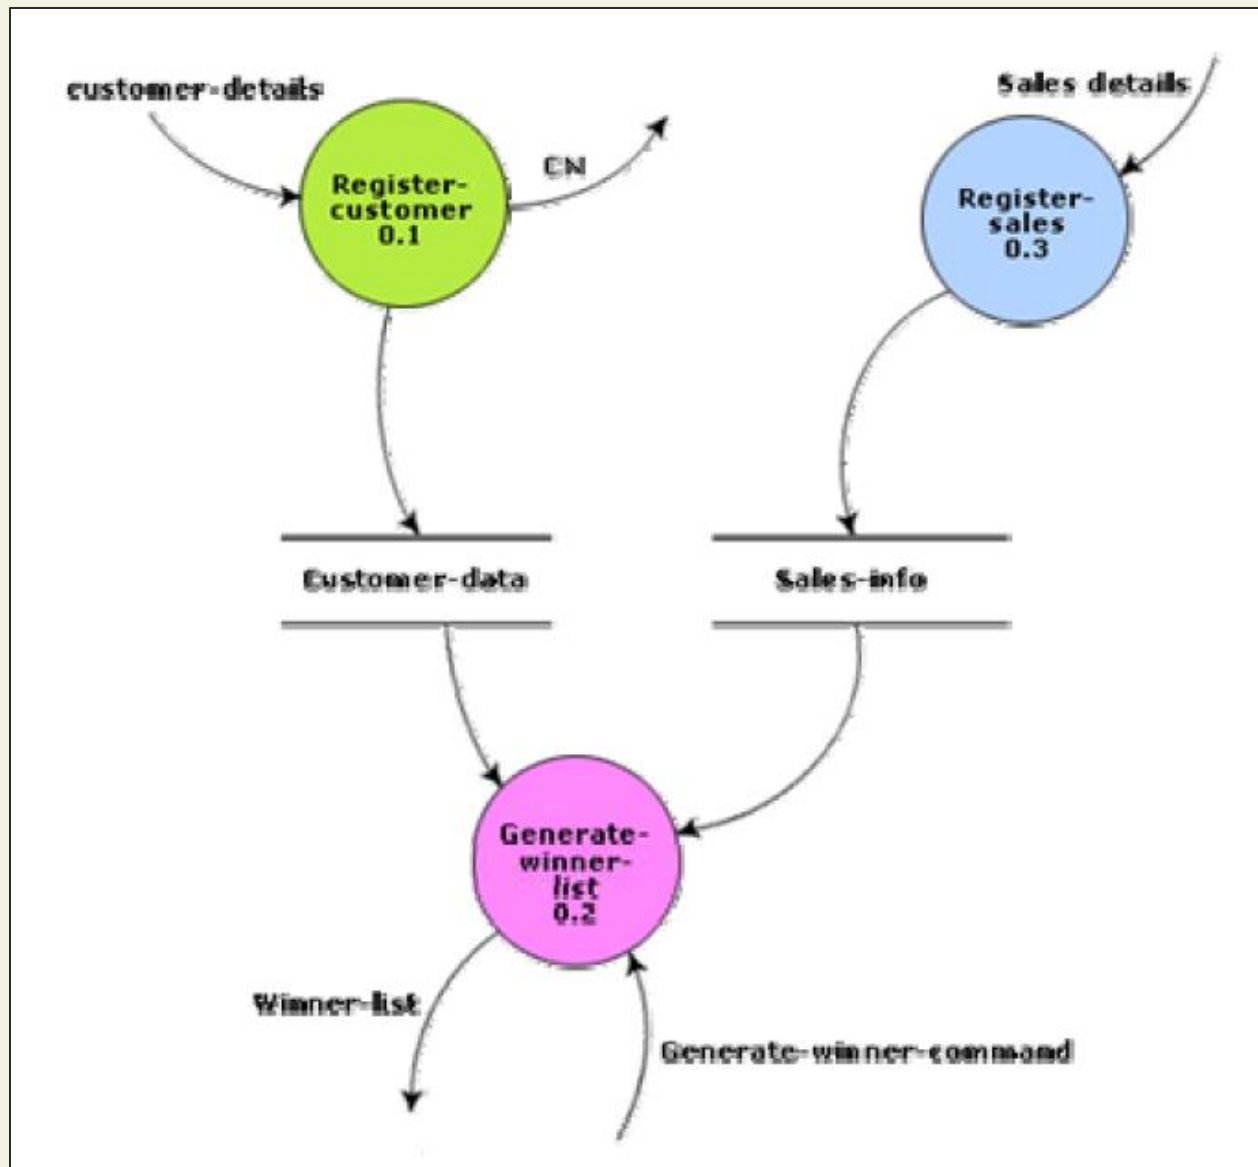 customer-details
Sales details
CN
Register-
customer
0.1
Register-
sales
0.3
Customer-data
Sales-info
Generate-
winner-
list
0.2
Winner-list
Generate-winner-command